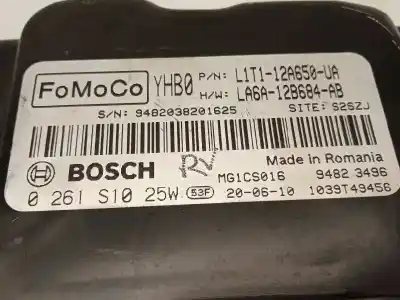 FoMoCo YHB0 P/N: L1T1-12A650-UA
H/W: LA6A-12B684-AB
S/N: 9482038201625 SITE: S2SZJ
BOSCH RV Made in Romania
MG1CS016 9482 3496
0 261 S10 25W 53F 20-06-10 1039T49456